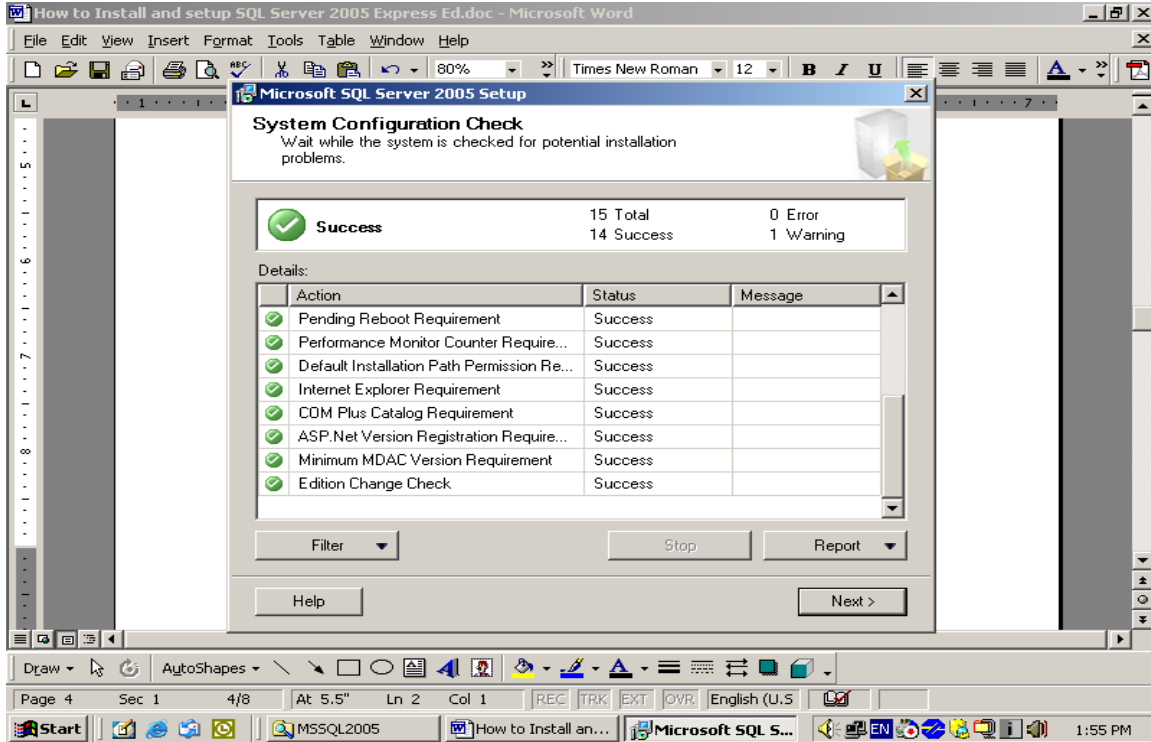 How to Install and setup SQL Server 2005 Express Ed.doc - Microsoft Word
File Edit View Insert Format Tools Table Window Help
80% Times New Roman 12 B I U A
1 7
Microsoft SQL Server 2005 Setup
System Configuration Check
Wait while the system is checked for potential installation
problems.
Success
15 Total 0 Error
14 Success 1 Warning
Details:
Action Status Message
Pending Reboot Requirement Success
Performance Monitor Counter Require... Success
Default Installation Path Permission Re... Success
Internet Explorer Requirement Success
COM Plus Catalog Requirement Success
ASP.Net Version Registration Require... Success
Minimum MDAC Version Requirement Success
Edition Change Check Success
Filter Stop Report
Help Next >
5
6
7
8
Draw AutoShapes
Page 4 Sec 1 4/8 At 5.5" Ln 2 Col 1 REC TRK EXT OVR English (U.S
Start MSSQL2005 How to Install an... Microsoft SQL S... EN 1:55 PM